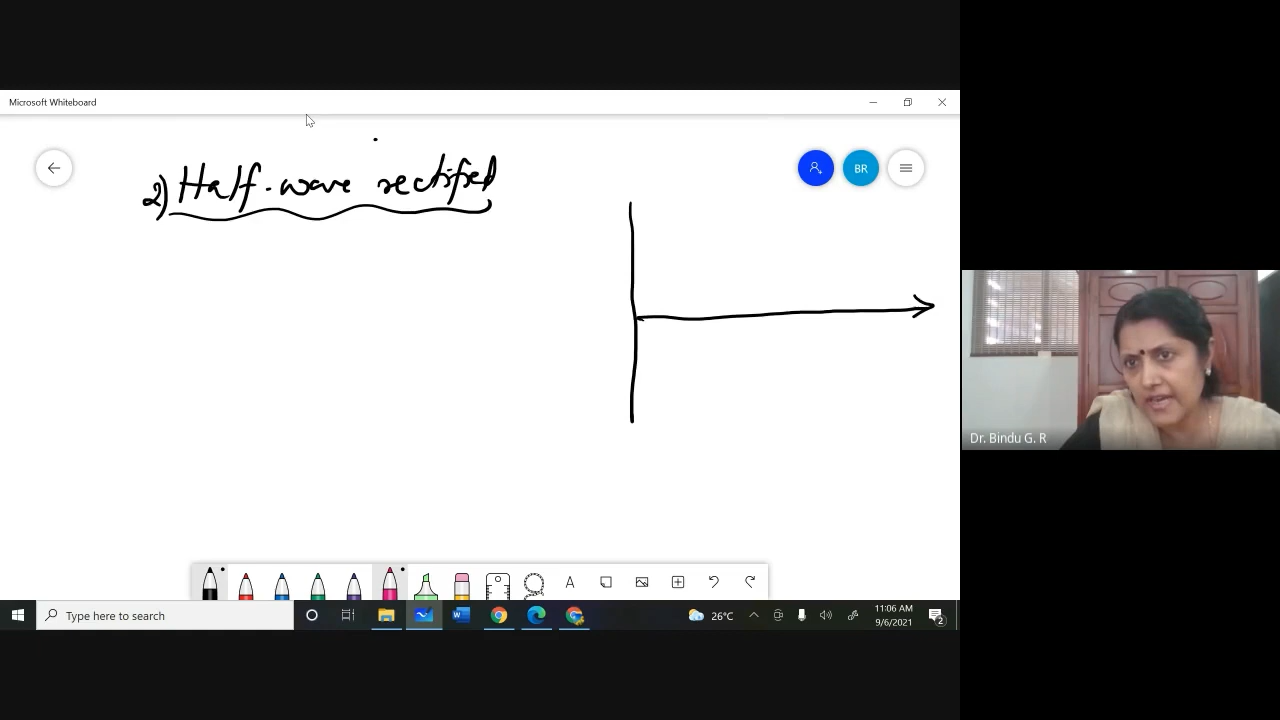 Microsoft Whiteboard
2) Half-wave rectified
BR
Dr. Bindu G. R
A
Type here to search
W
26°C
11:06 AM
9/6/2021
2